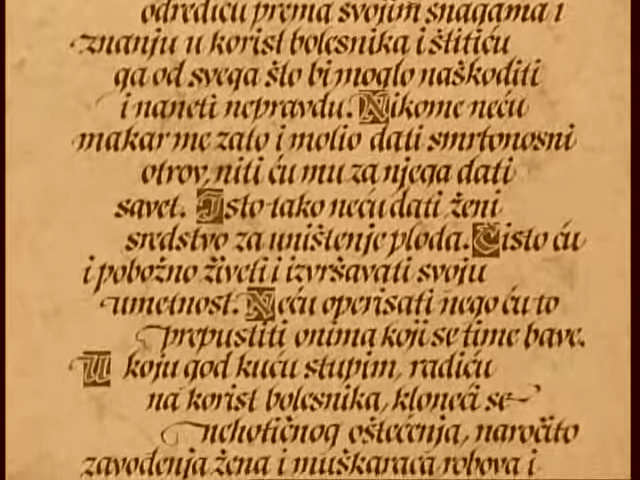 odrediću prema svojim snagama i
znanju u korist bolesnika i štitiću
ga od svega što bi moglo naškoditi
i naneti nepravdu. Nikome neću
makar me zato i molio dati smrtonosni
otrov, niti ću mu za njega dati
savet. Isto tako neću dati ženi
sredstvo za uništenje ploda. Čisto ću
i pobožno živeti i izvršavati svoju
umetnost. Neću operisati nego ću to
prepustiti onima koji se time bave.
U koju god kuću stupim, radiću
na korist bolesnika, kloneći se
nehotičnog oštećenja, naročito
zavođenja žena i muškaraca robova i